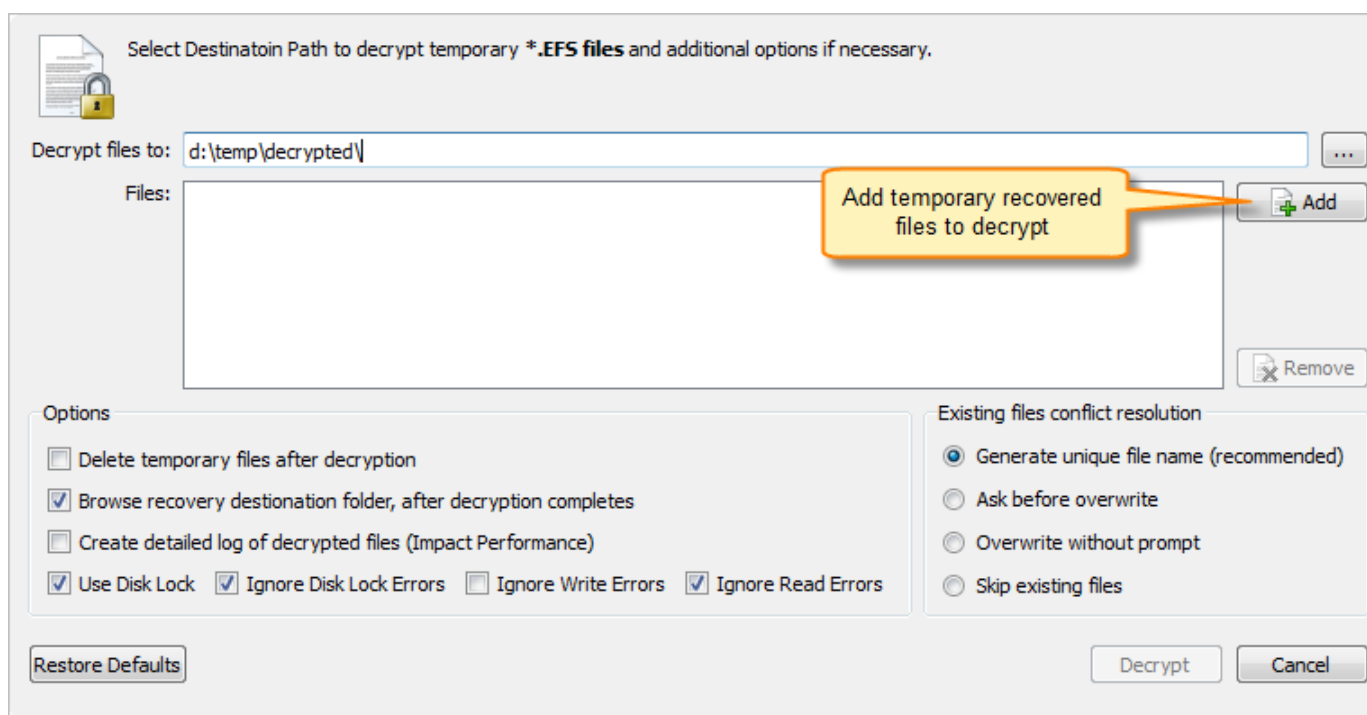 Select Destinatoin Path to decrypt temporary *.EFS files and additional options if necessary.
Decrypt files to: d:\temp\decrypted\ ...
Files:
Add temporary recovered
files to decrypt
Add
Remove
Options
Delete temporary files after decryption
Browse recovery destionation folder, after decryption completes
Create detailed log of decrypted files (Impact Performance)
Use Disk Lock Ignore Disk Lock Errors Ignore Write Errors Ignore Read Errors
Existing files conflict resolution
Generate unique file name (recommended)
Ask before overwrite
Overwrite without prompt
Skip existing files
Restore Defaults Decrypt Cancel